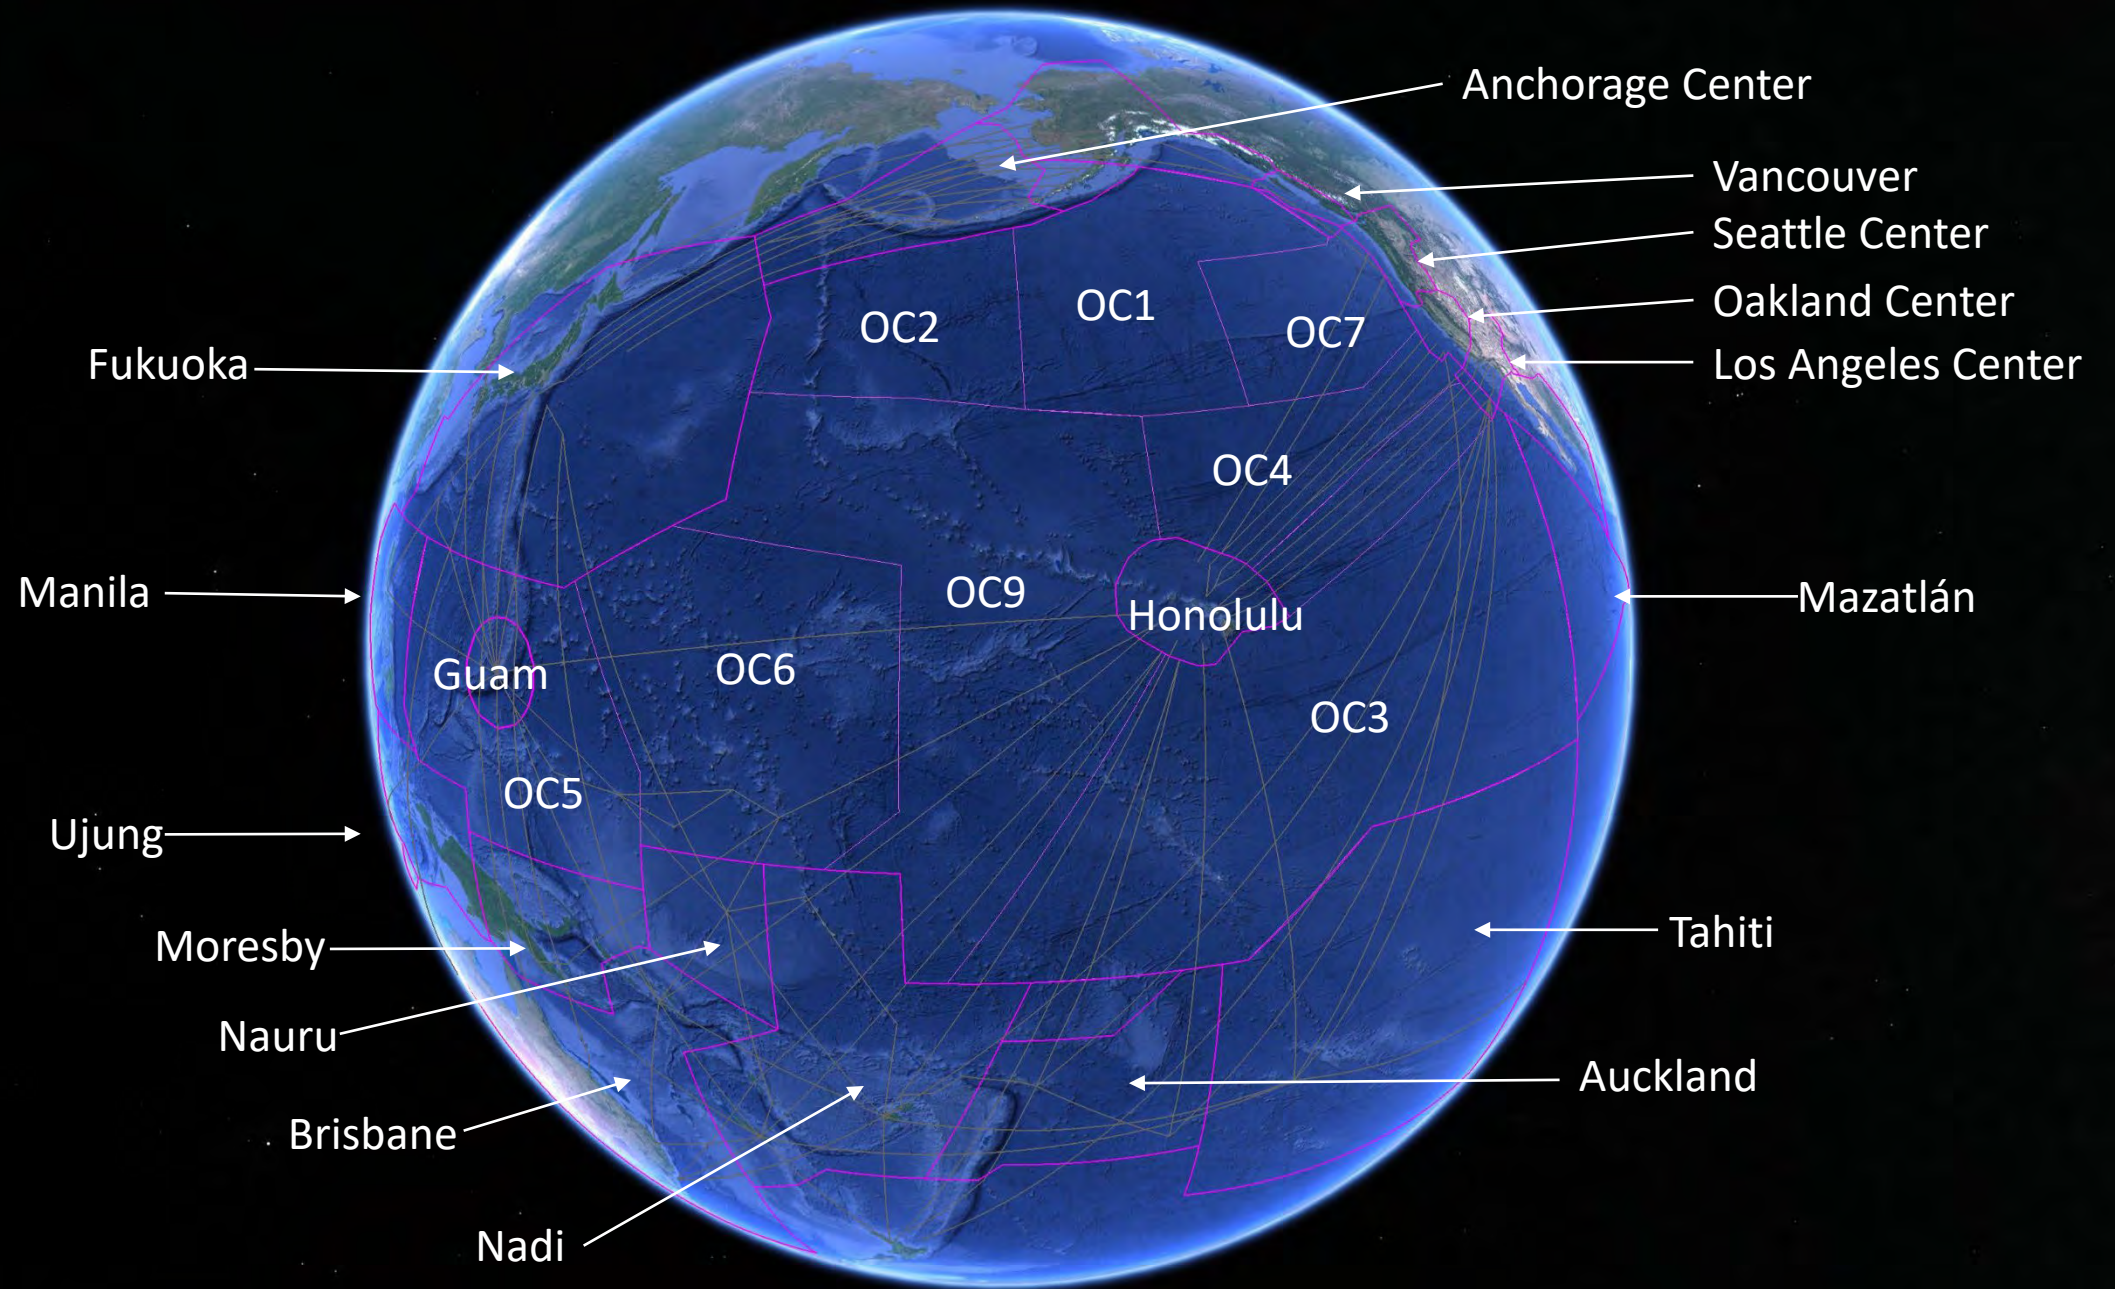 Anchorage Center
Vancouver
Seattle Center
Oakland Center
Los Angeles Center
OC2
OC1
OC7
Fukuoka
OC4
Manila
OC9
Honolulu
Mazatlán
Guam
OC6
OC3
OC5
Ujung
Moresby
Tahiti
Nauru
Auckland
Brisbane
Nadi